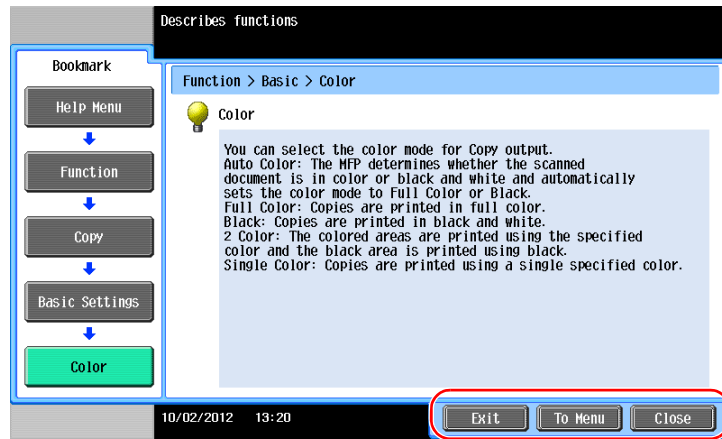 Describes functions
Bookmark
Help Menu
Function
Copy
Basic Settings
Color
Function > Basic > Color
Color
You can select the color mode for Copy output.
Auto Color: The MFP determines whether the scanned
document is in color or black and white and automatically
sets the color mode to Full Color or Black.
Full Color: Copies are printed in full color.
Black: Copies are printed in black and white.
2 Color: The colored areas are printed using the specified
color and the black area is printed using black.
Single Color: Copies are printed using a single specified color.
10/02/2012 13:20
Exit
To Menu
Close